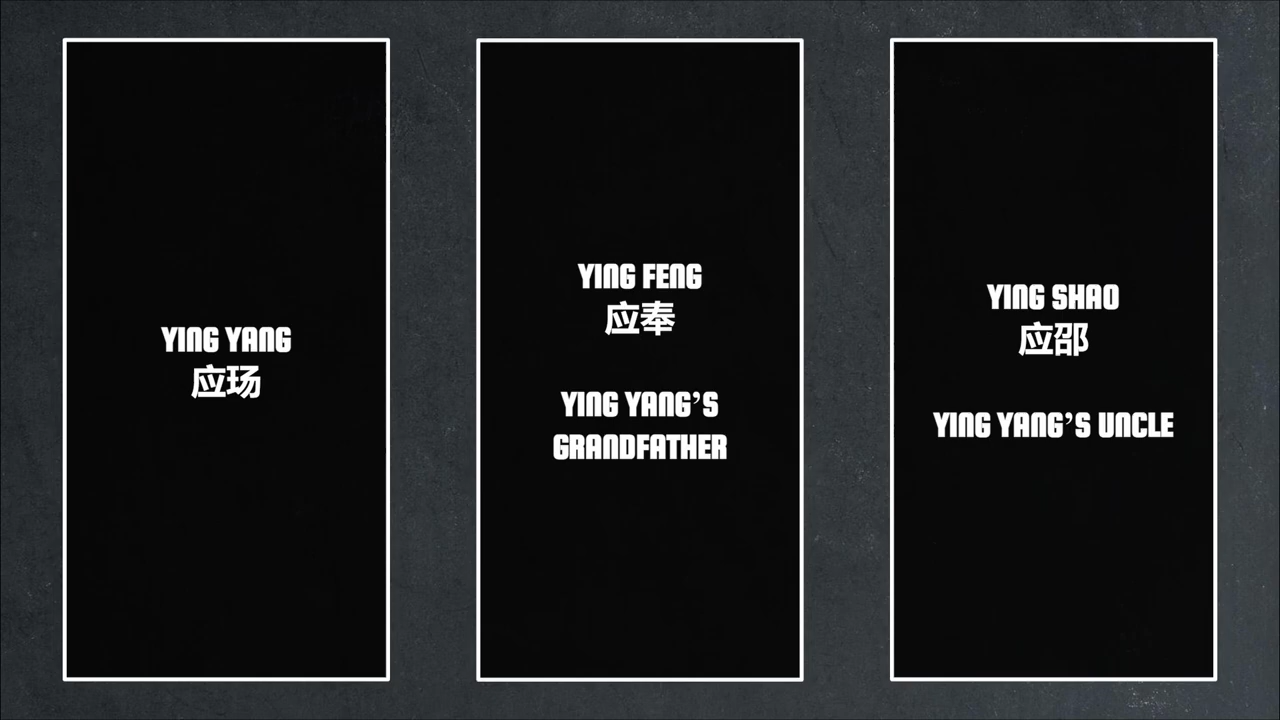 YING YANG
应玚
YING FENG
应奉
YING YANG’S
GRANDFATHER
YING SHAO
应邵
YING YANG’S UNCLE